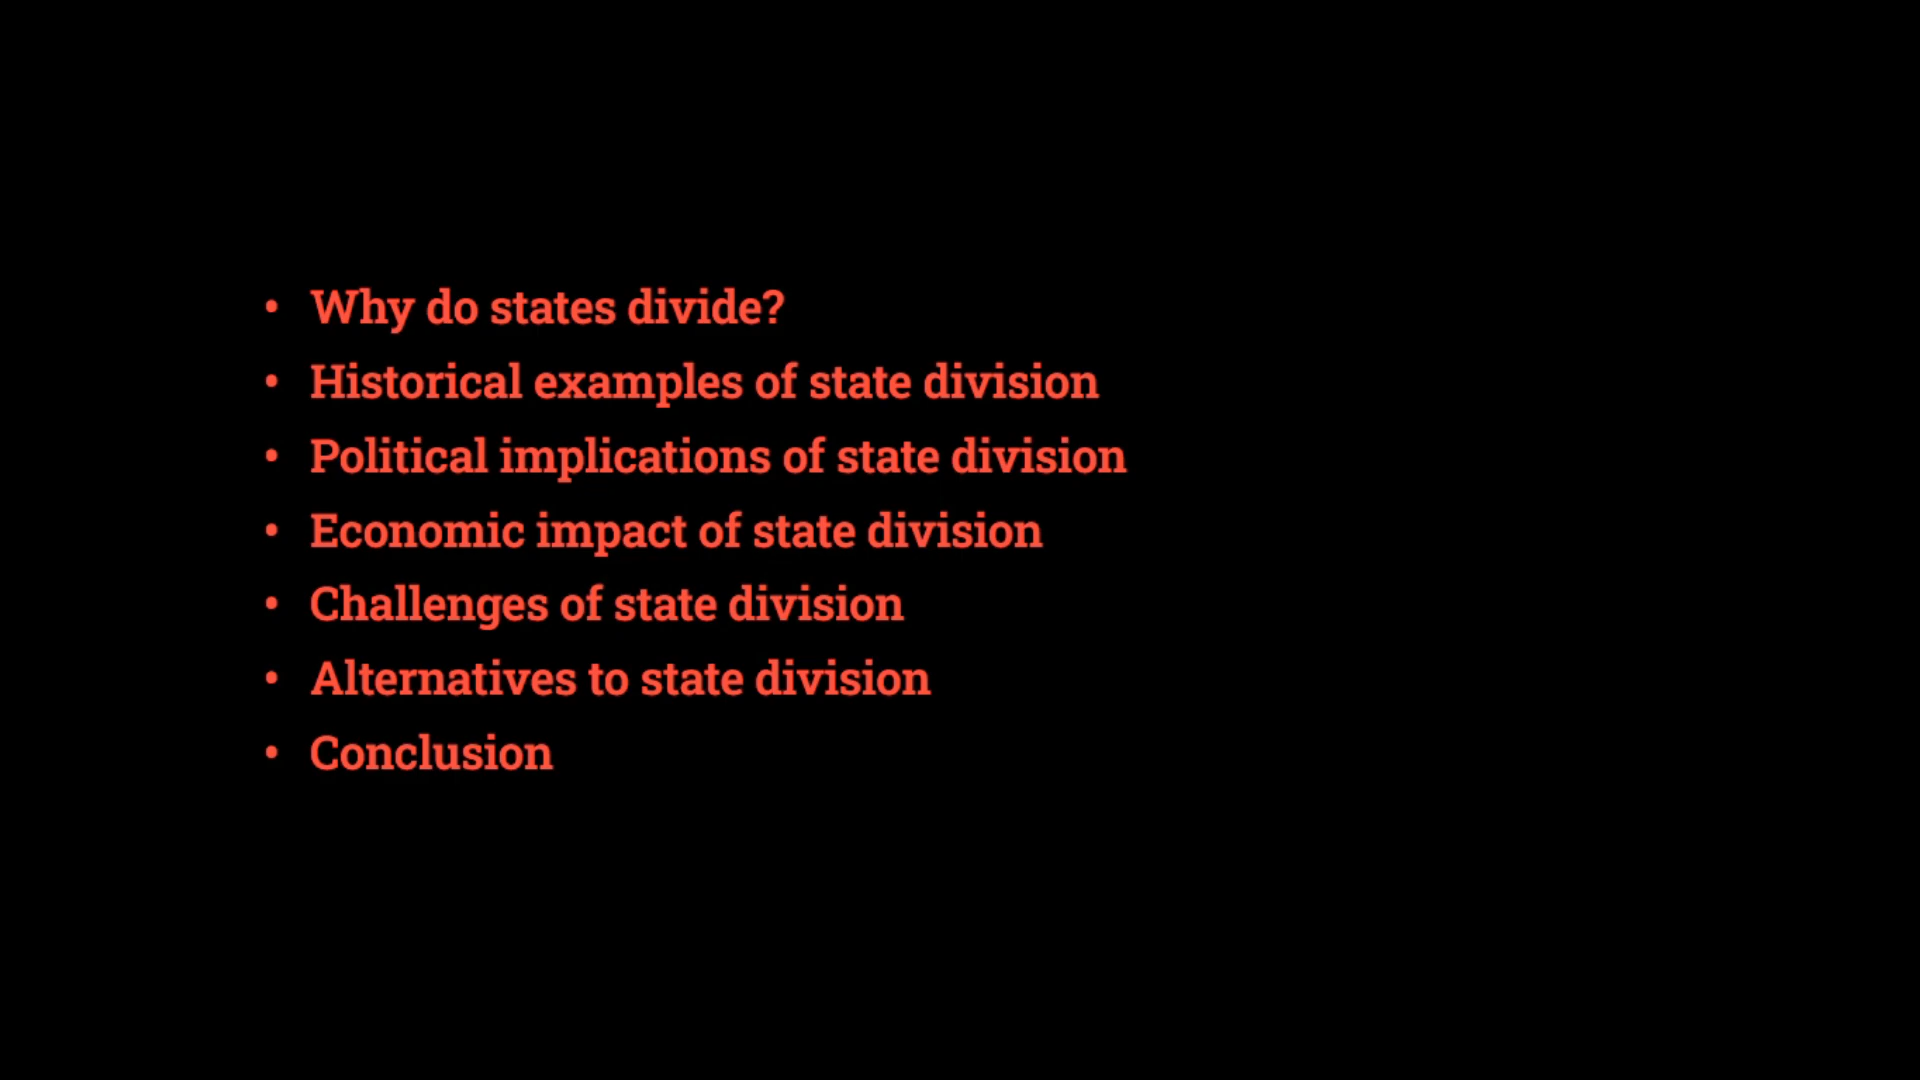 • Why do states divide?
• Historical examples of state division
• Political implications of state division
• Economic impact of state division
• Challenges of state division
• Alternatives to state division
• Conclusion